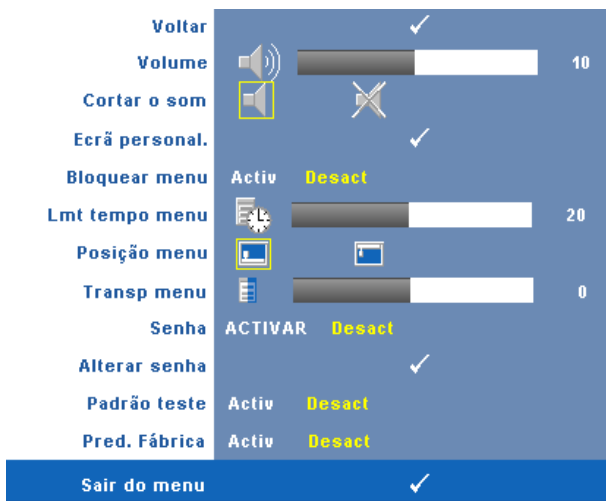 Voltar
Volume 10
Cortar o som
Ecrã personal.
Bloquear menu Activ Desact
Lmt tempo menu 20
Posição menu
Transp menu 0
Senha ACTIVAR Desact
Alterar senha
Padrão teste Activ Desact
Pred. Fábrica Activ Desact
Sair do menu